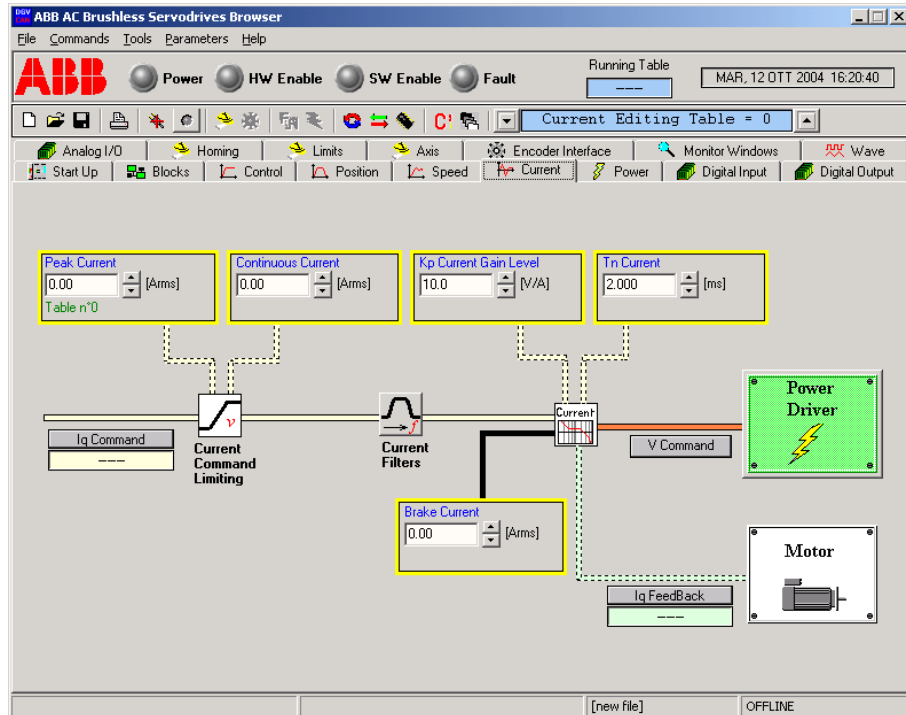 DGV CAN ABB AC Brushless Servodrives Browser
File Commands Tools Parameters Help
ABB Power HW Enable SW Enable Fault
Running Table
---
MAR, 12 OTT 2004 16:20:40
C! Current Editing Table = 0
Analog I/O Homing Limits Axis Encoder Interface Monitor Windows Wave
Start Up Blocks Control Position Speed Current Power Digital Input Digital Output
Peak Current
0.00 [Arms]
Table n°0
Continuous Current
0.00 [Arms]
Kp Current Gain Level
10.0 [V/A]
Tn Current
2.000 [ms]
Iq Command
---
v
Current
Command
Limiting
f
Current
Filters
Current
V Command
Power
Driver
Brake Current
0.00 [Arms]
Motor
Iq FeedBack
---
[new file] OFFLINE